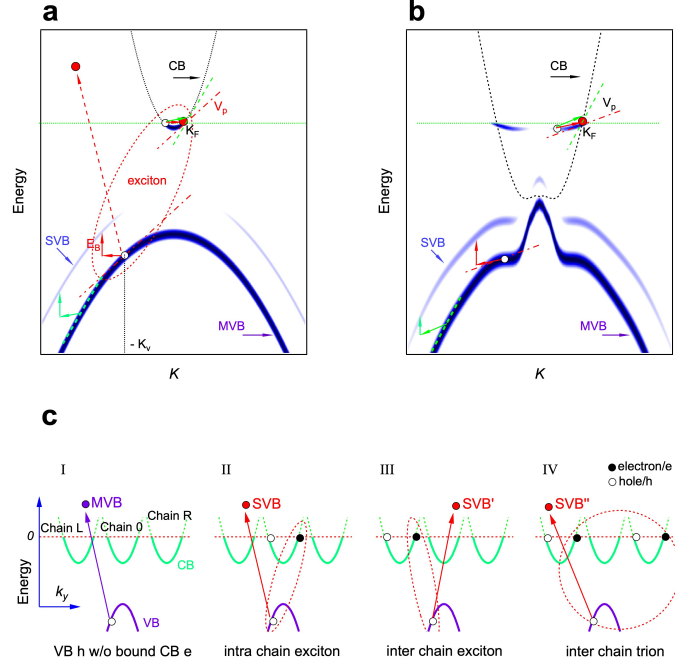 a
b
CB
V_p
K_F
exciton
SVB
E_B
MVB
- K_v
Energy
K
CB
V_p
K_F
SVB
MVB
Energy
K
c
I
II
III
IV
electron/e
hole/h
MVB
SVB
SVB'
SVB"
Chain L
Chain 0
Chain R
0
CB
Energy
k_y
VB
VB h w/o bound CB e
intra chain exciton
inter chain exciton
inter chain trion